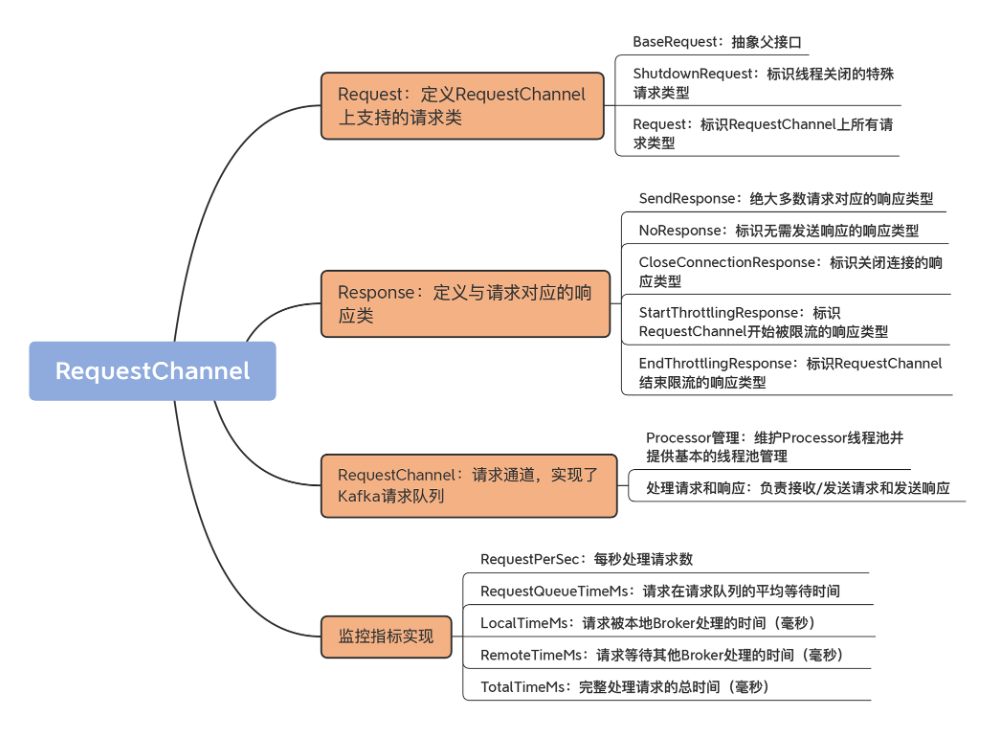 RequestChannel
Request：定义RequestChannel
上支持的请求类
BaseRequest：抽象父接口
ShutdownRequest：标识线程关闭的特殊
请求类型
Request：标识RequestChannel上所有请
求类型
Response：定义与请求对应的响
应类
SendResponse：绝大多数请求对应的响应类型
NoResponse：标识无需发送响应的响应类型
CloseConnectionResponse：标识关闭连接的响
应类型
StartThrottlingResponse：标识
RequestChannel开始被限流的响应类型
EndThrottlingResponse：标识RequestChannel
结束限流的响应类型
RequestChannel：请求通道，实现了
Kafka请求队列
Processor管理：维护Processor线程池并
提供基本的线程池管理
处理请求和响应：负责接收/发送请求和发送响应
监控指标实现
RequestPerSec：每秒处理请求数
RequestQueueTimeMs：请求在请求队列的平均等待时间
LocalTimeMs：请求被本地Broker处理的时间（毫秒）
RemoteTimeMs：请求等待其他Broker处理的时间（毫秒）
TotalTimeMs：完整处理请求的总时间（毫秒）